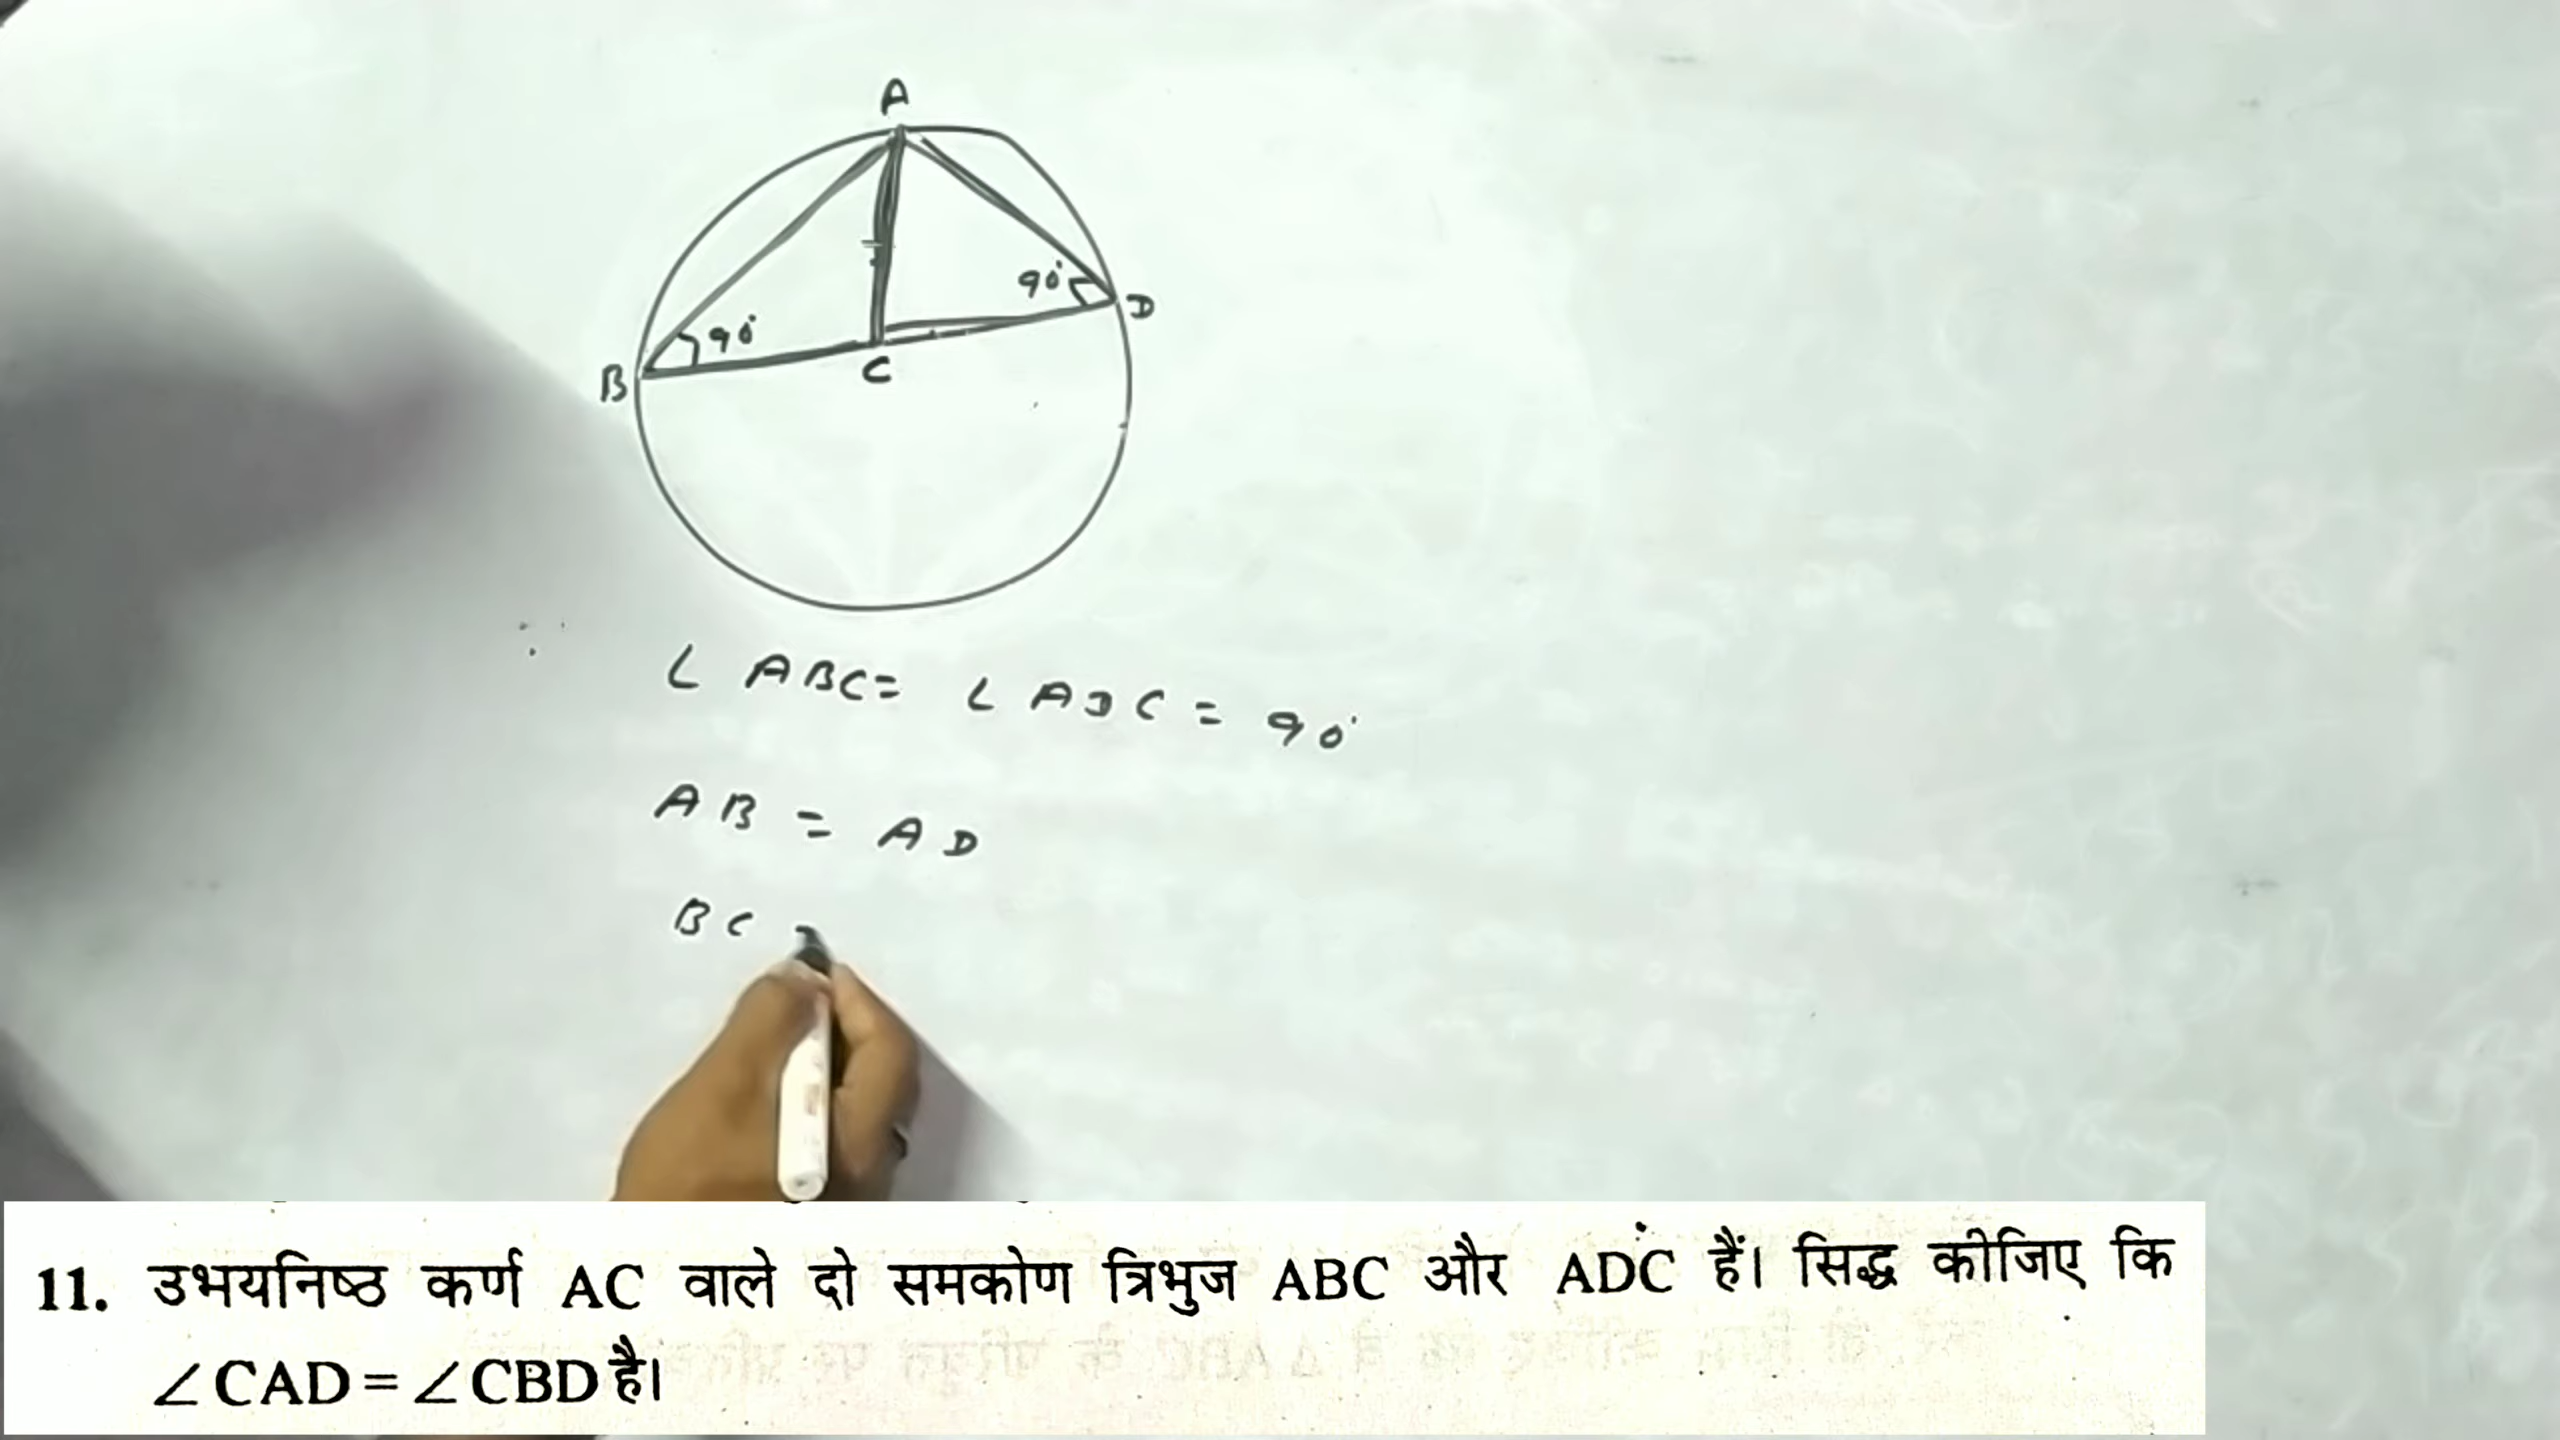 A
90°
90°
D
B
C
∠ ABC = ∠ ADC = 90°
AB = AD
BC
11. उभयनिष्ठ कर्ण AC वाले दो समकोण त्रिभुज ABC और ADC हैं। सिद्ध कीजिए कि
∠CAD = ∠CBD है।